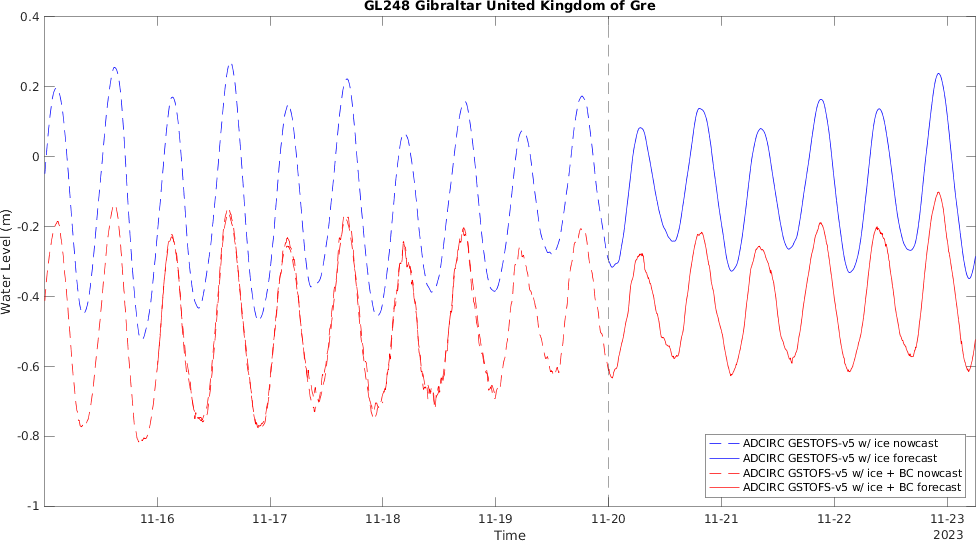 GL248 Gibraltar United Kingdom of Gre
0.4
0.2
0
-0.2
-0.4
-0.6
-0.8
-1
Water Level (m)
11-16
11-17
11-18
11-19
11-20
11-21
11-22
11-23
2023
Time
ADCIRC GESTOFS-v5 w/ ice nowcast
ADCIRC GESTOFS-v5 w/ ice forecast
ADCIRC GSTOFS-v5 w/ ice + BC nowcast
ADCIRC GSTOFS-v5 w/ ice + BC forecast